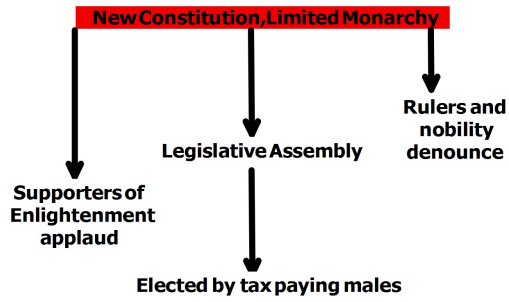 New Constitution,Limited Monarchy
Rulers and
nobility
denounce
Legislative Assembly
Supporters of
Enlightenment
applaud
Elected by tax paying males